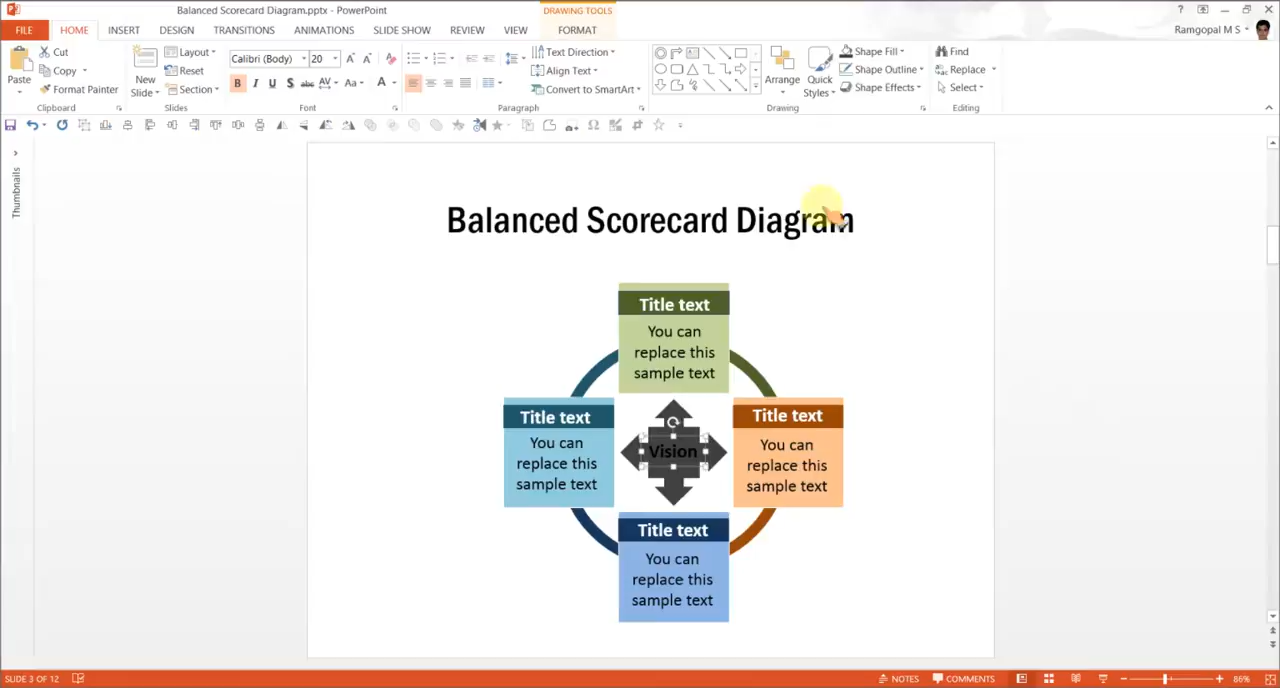 Balanced Scorecard Diagram.pptx - PowerPoint
DRAWING TOOLS
?
FILE HOME INSERT DESIGN TRANSITIONS ANIMATIONS SLIDE SHOW REVIEW VIEW FORMAT
Ramgopal M S
Paste
Cut
Copy
Format Painter
Clipboard
New
Slide
Layout
Reset
Section
Slides
Calibri (Body) 20
B I U S abc AV Aa A
Font
Text Direction
Align Text
Convert to SmartArt
Paragraph
Arrange
Quick
Styles
Shape Fill
Shape Outline
Shape Effects
Drawing
Find
Replace
Select
Editing
Thumbnails
Balanced Scorecard Diagram
Title text
You can
replace this
sample text
Title text
You can
replace this
sample text
Vision
Title text
You can
replace this
sample text
Title text
You can
replace this
sample text
SLIDE 3 OF 12
NOTES
COMMENTS
86%